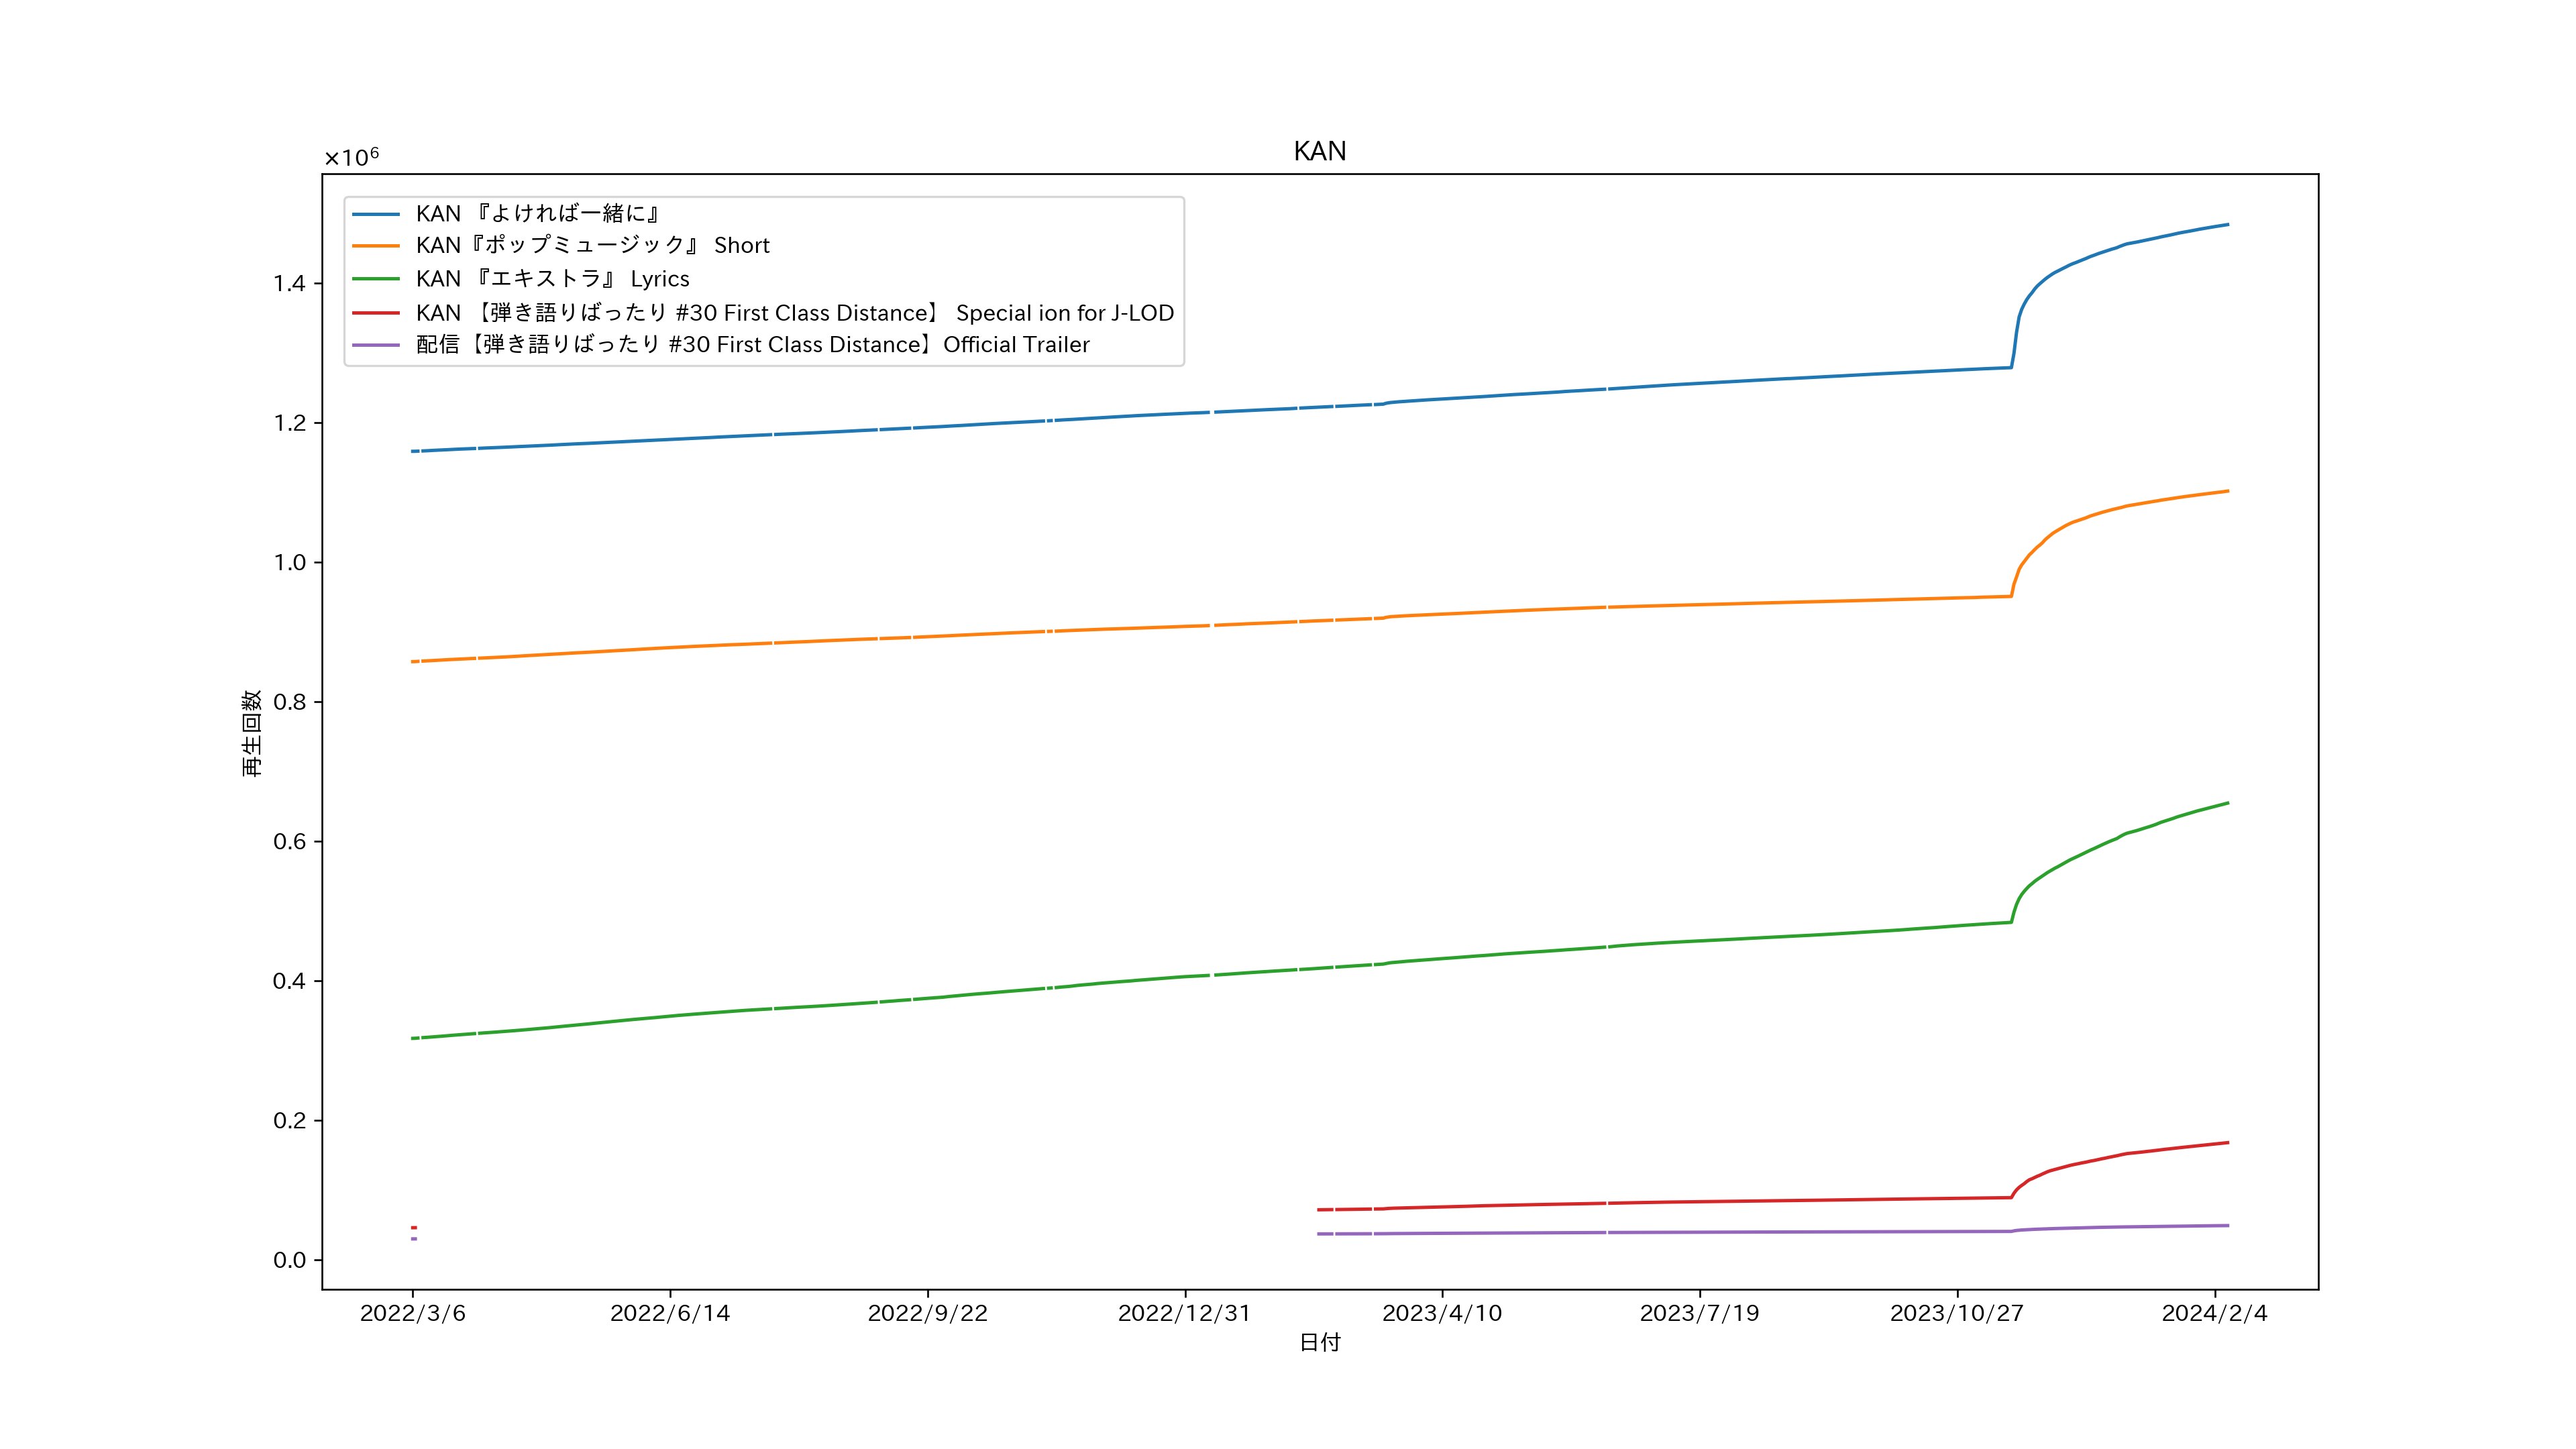 KAN
×10⁶
KAN 『よければ一緒に』
KAN『ポップミュージック』 Short
KAN 『エキストラ』 Lyrics
KAN 【弾き語りばったり #30 First Class Distance】 Special ion for J-LOD
配信【弾き語りばったり #30 First Class Distance】Official Trailer
1.4
1.2
1.0
0.8
0.6
0.4
0.2
0.0
再生回数
2022/3/6
2022/6/14
2022/9/22
2022/12/31
2023/4/10
2023/7/19
2023/10/27
2024/2/4
日付